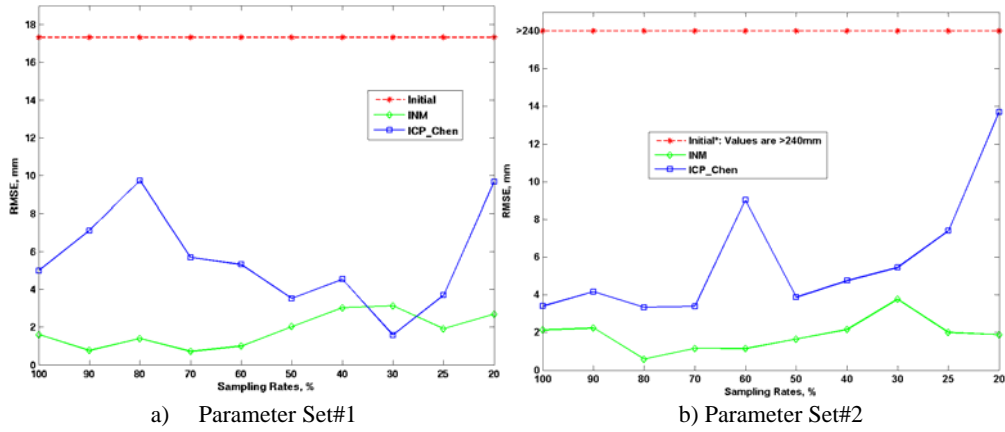 18
16
14
12
10
8
6
4
2
0
RMSE, mm
Initial
INM
ICP_Chen
100 90 80 70 60 50 40 30 25 20
Sampling Rates, %
a) Parameter Set#1
>240
16
14
12
10
8
6
4
2
0
RMSE, mm
Initial*: Values are >240mm
INM
ICP_Chen
100 90 80 70 60 50 40 30 25 20
Sampling Rates, %
b) Parameter Set#2